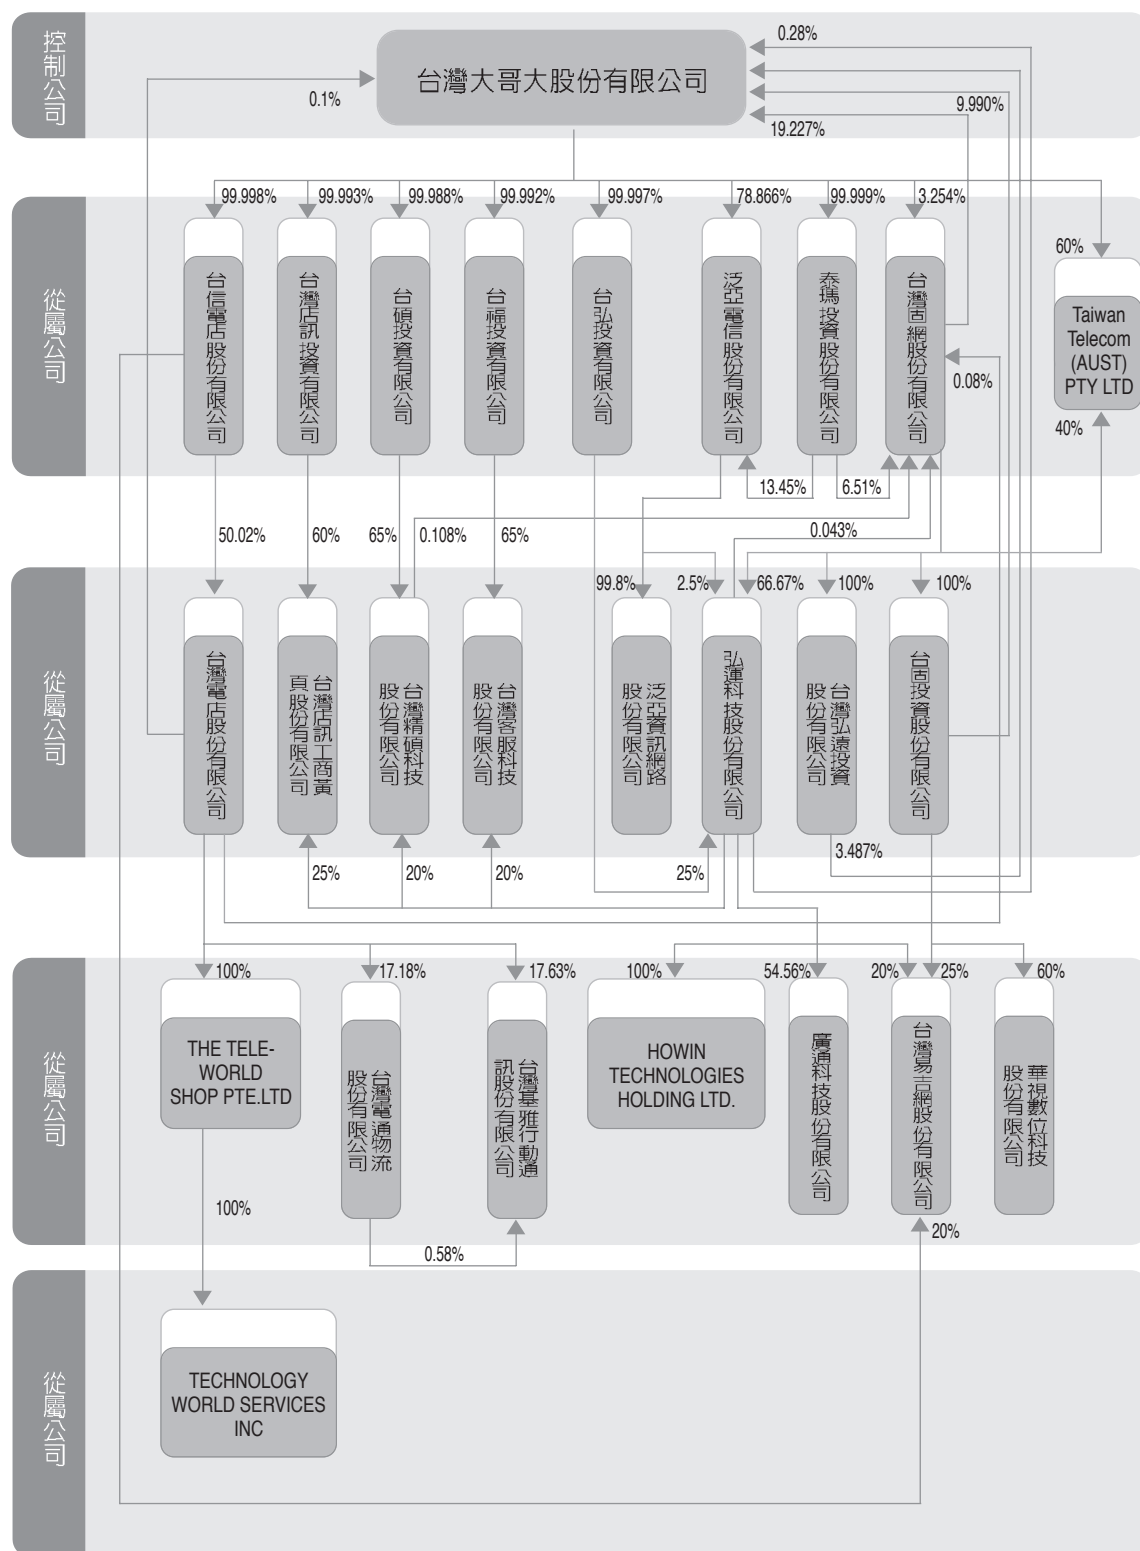 控制公司
台灣大哥大股份有限公司
0.28%
9.990%
19.227%
0.1%
從屬公司
99.998%
99.993%
99.988%
99.992%
99.997%
78.866%
99.999%
3.254%
60%
台信電店股份有限公司
台灣店訊投資有限公司
台碩投資有限公司
台福投資有限公司
台弘投資有限公司
泛亞電信股份有限公司
泰瑪投資股份有限公司
台灣固網股份有限公司
Taiwan
Telecom
(AUST)
PTY LTD
0.08%
40%
13.45%
6.51%
50.02%
60%
65%
0.108%
65%
0.043%
從屬公司
99.8%
2.5%
66.67%
100%
100%
台灣電店股份有限公司
台灣店訊工商黃
頁股份有限公司
台灣精碩科技
股份有限公司
台灣客服科技
股份有限公司
泛亞資訊網路
股份有限公司
弘運科技股份有限公司
台灣弘遠投資
股份有限公司
台固投資股份有限公司
3.487%
25%
20%
20%
25%
從屬公司
100%
17.18%
17.63%
100%
54.56%
20%
25%
60%
THE TELE-
WORLD
SHOP PTE.LTD
台灣電通物流
股份有限公司
台灣基雅行動通
訊股份有限公司
HOWIN
TECHNOLOGIES
HOLDING LTD.
廣通科技股份有限公司
台灣易吉網股份有限公司
華視數位科技
股份有限公司
100%
0.58%
20%
從屬公司
TECHNOLOGY
WORLD SERVICES
INC